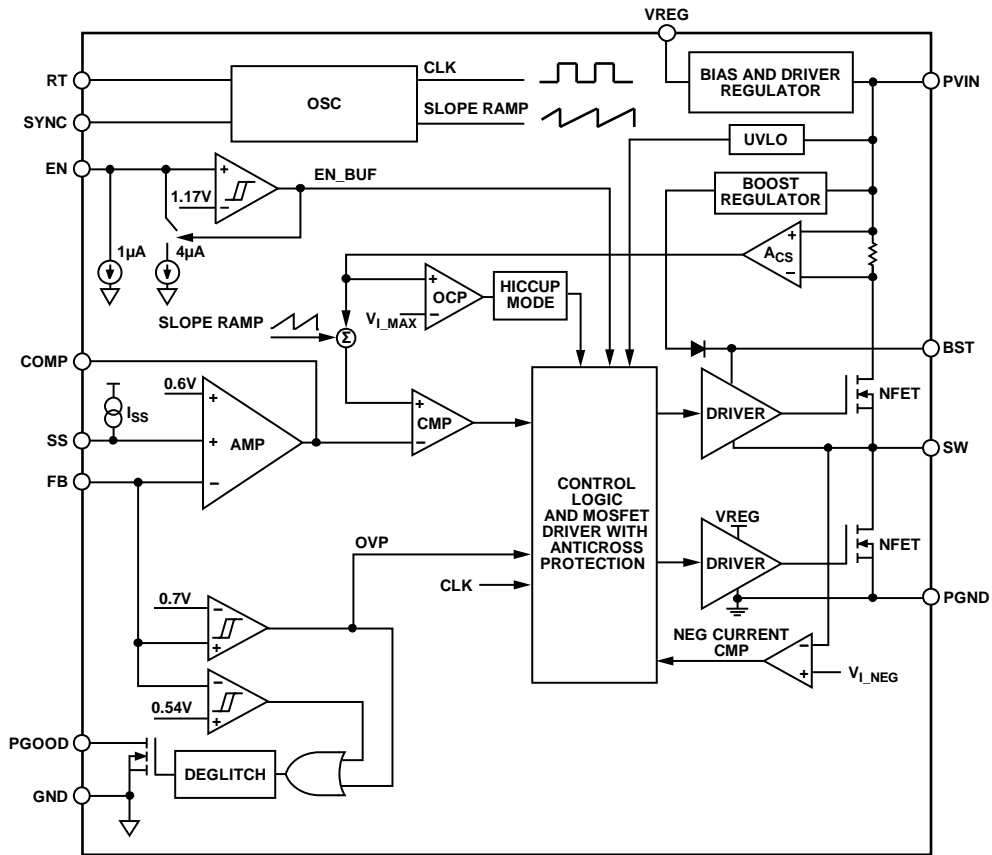 VREG
RT
OSC
CLK
BIAS AND DRIVER
REGULATOR
PVIN
SYNC
SLOPE RAMP
UVLO
EN
+
1.17V
−
EN_BUF
BOOST
REGULATOR
1µA
4µA
+
ACS
−
+
OCP
−
HICCUP
MODE
VI_MAX
SLOPE RAMP
Σ
COMP
BST
0.6V
+
ISS
SS
+
AMP
FB
−
+
CMP
−
DRIVER
NFET
SW
CONTROL
LOGIC
AND MOSFET
DRIVER WITH
ANTICROSS
PROTECTION
VREG
DRIVER
NFET
OVP
CLK
PGND
0.7V
−
+
NEG CURRENT
CMP
−
+
VI_NEG
−
0.54V
+
PGOOD
DEGLITCH
GND